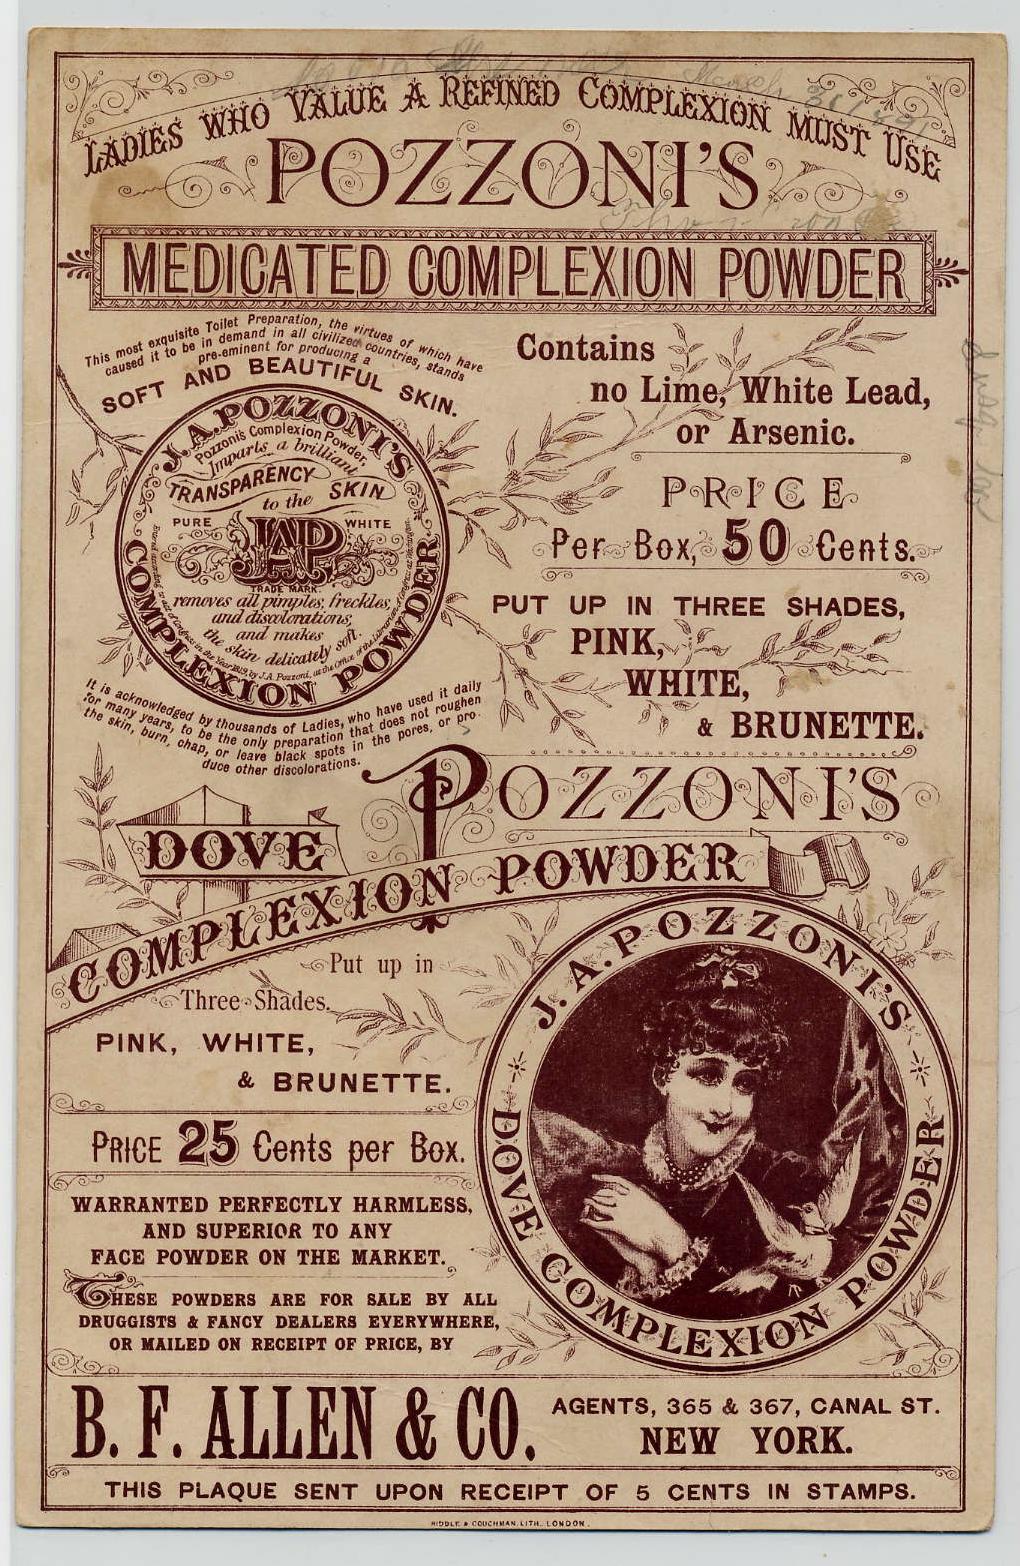 LADIES WHO VALUE A REFINED COMPLEXION MUST USE
POZZONI'S
MEDICATED COMPLEXION POWDER
This most exquisite Toilet Preparation, the virtues of which have
caused it to be in demand in all civilized countries, stands
pre-eminent for producing a
SOFT AND BEAUTIFUL SKIN.
J. A. POZZONI'S
Pozzoni's Complexion Powder,
Imparts a brilliant
TRANSPARENCY
to the SKIN
PURE JAP WHITE
TRADE MARK.
removes all pimples, freckles,
and discolorations,
and makes
the skin delicately soft.
COMPLEXION POWDER
It is acknowledged by thousands of Ladies, who have used it daily
for many years, to be the only preparation that does not roughen
the skin, burn, chap, or leave black spots in the pores, or pro-
duce other discolorations.
Contains
no Lime, White Lead,
or Arsenic.
PRICE
Per Box, 50 Cents.
PUT UP IN THREE SHADES,
PINK,
WHITE,
& BRUNETTE.
POZZONI'S
DOVE
COMPLEXION POWDER
Put up in
Three Shades.
PINK, WHITE,
& BRUNETTE.
PRICE 25 Cents per Box.
WARRANTED PERFECTLY HARMLESS,
AND SUPERIOR TO ANY
FACE POWDER ON THE MARKET.
THESE POWDERS ARE FOR SALE BY ALL
DRUGGISTS & FANCY DEALERS EVERYWHERE,
OR MAILED ON RECEIPT OF PRICE, BY
J. A. POZZONI'S
DOVE COMPLEXION POWDER
B. F. ALLEN & CO.
AGENTS, 365 & 367, CANAL ST.
NEW YORK.
THIS PLAQUE SENT UPON RECEIPT OF 5 CENTS IN STAMPS.
RIDDLE & COUCHMAN, LITH. LONDON.